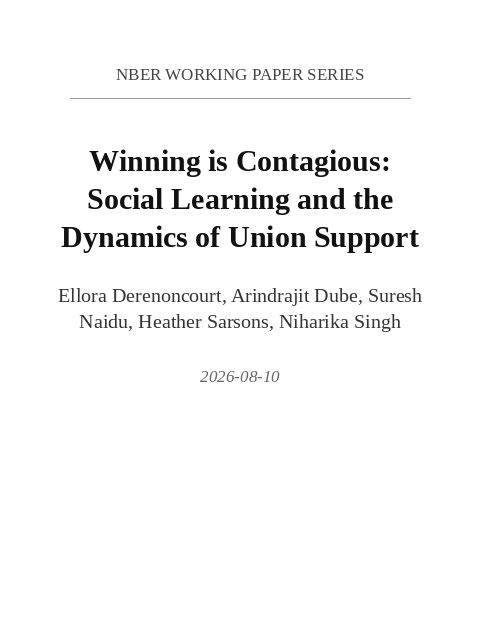 NBER WORKING PAPER SERIES
Winning is Contagious:
Social Learning and the
Dynamics of Union Support
Ellora Derenoncourt, Arindrajit Dube, Suresh
Naidu, Heather Sarsons, Niharika Singh
2026-08-10